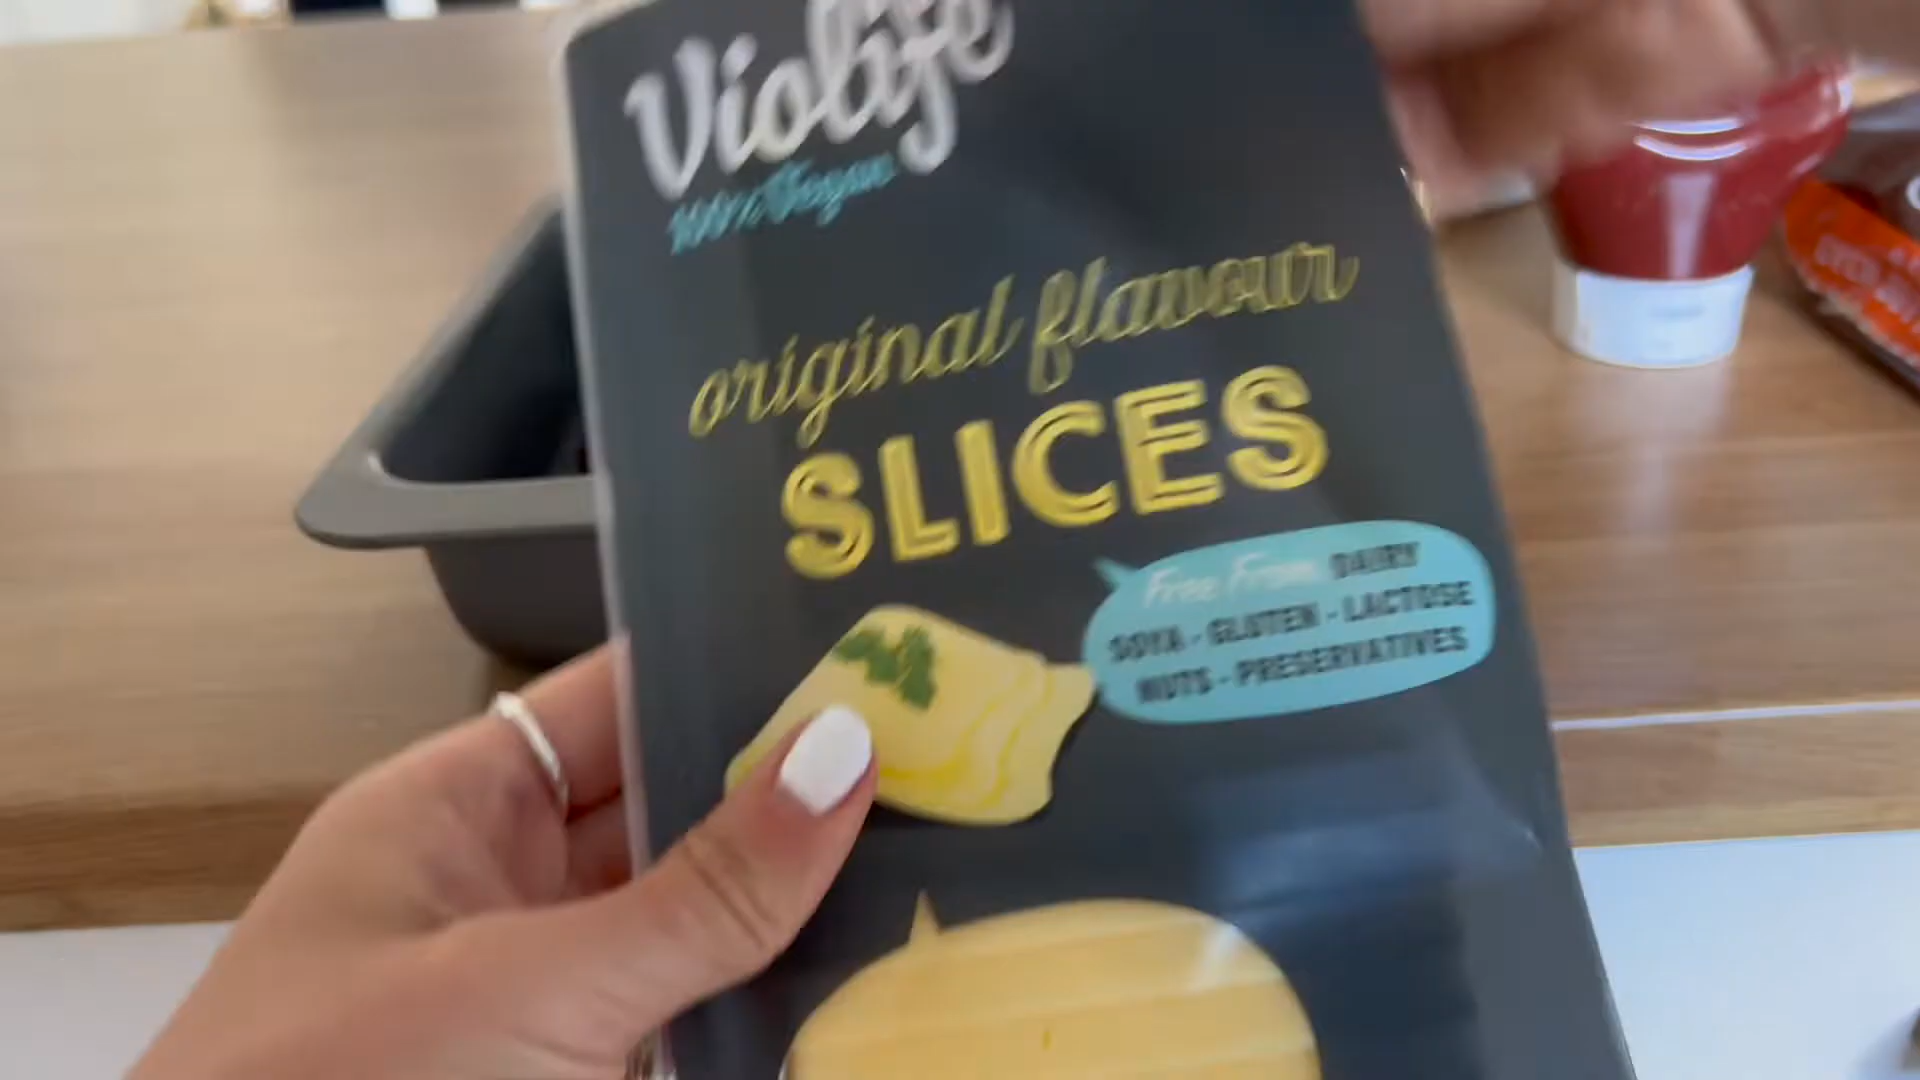 Violife
100% Vegan
original flavour
SLICES
Free From DAIRY
SOYA - GLUTEN - LACTOSE
NUTS - PRESERVATIVES